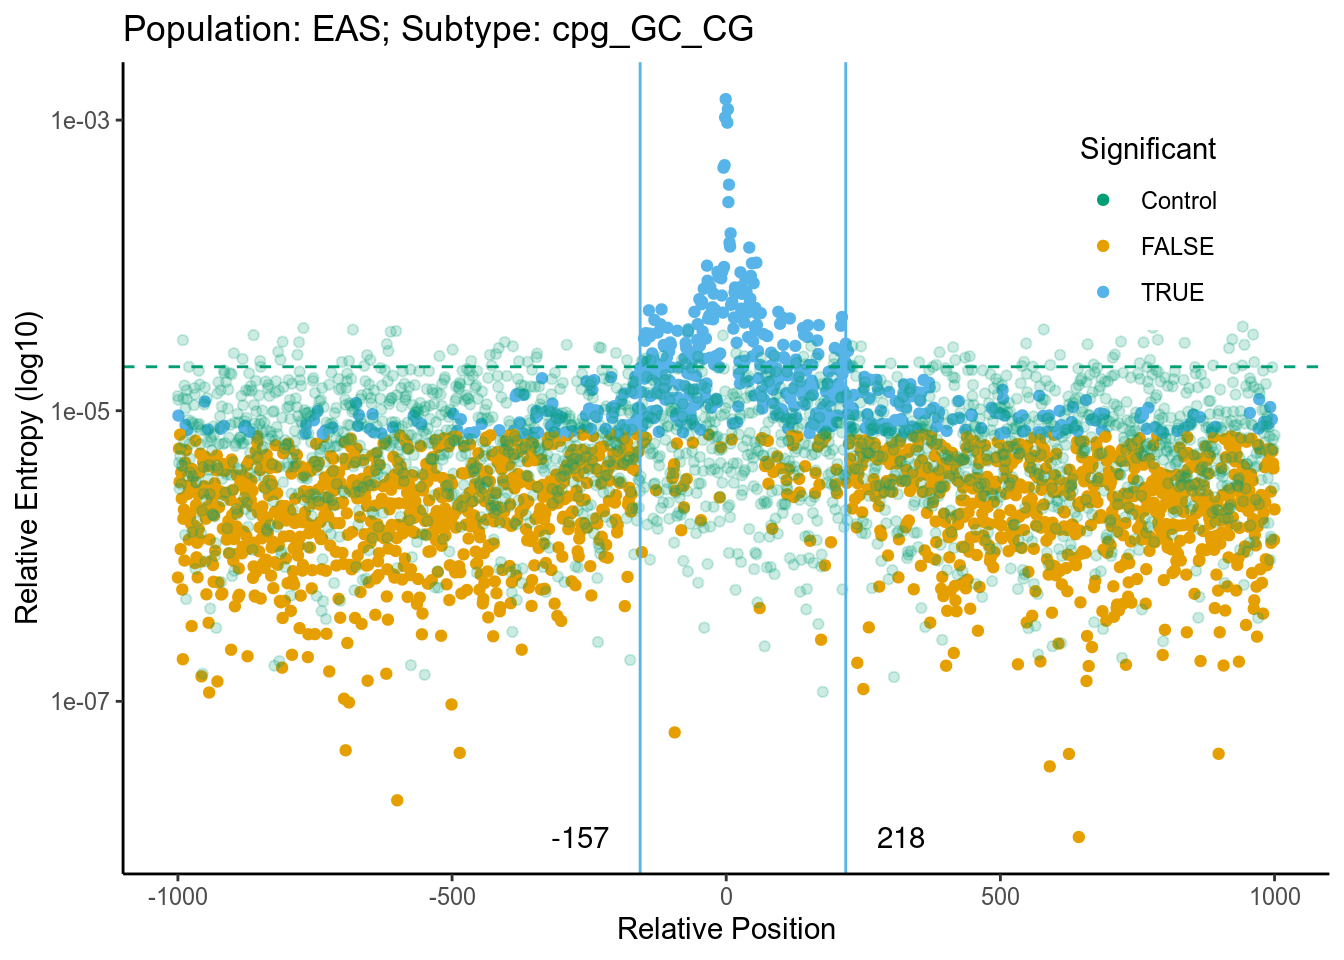 Population: EAS; Subtype: cpg_GC_CG
1e-03
1e-05
1e-07
Relative Entropy (log10)
Significant
Control
FALSE
TRUE
-157
218
-1000
-500
0
500
1000
Relative Position